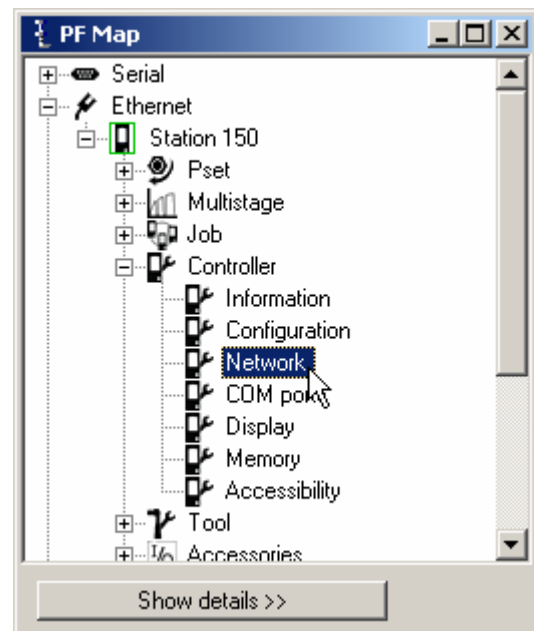 PF Map
Serial
Ethernet
Station 150
Pset
Multistage
Job
Controller
Information
Configuration
Network
COM ports
Display
Memory
Accessibility
Tool
I/O Accessories
Show details >>